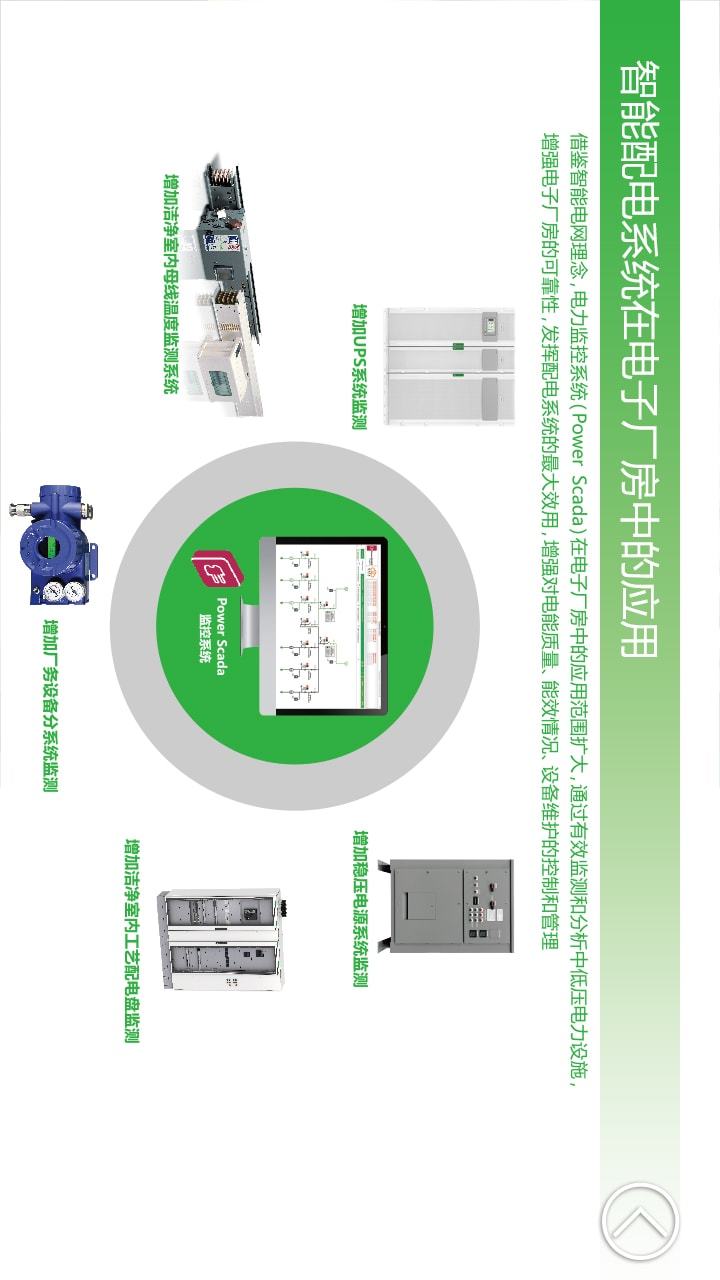 智能配电系统在电子厂房中的应用
借鉴智能电网理念，电力监控系统（Power Scada）在电子厂房中的应用范围扩大，通过有效监测和分析中低压电力设施，
增强电子厂房的可靠性，发挥配电系统的最大效用，增强对电能质量、能效情况、设备维护的控制和管理
增加UPS系统监测
增加稳压电源系统监测
增加洁净室内母线温度监测系统
Power Scada
监控系统
增加洁净室内工艺配电盘监测
增加厂务设备分系统监测